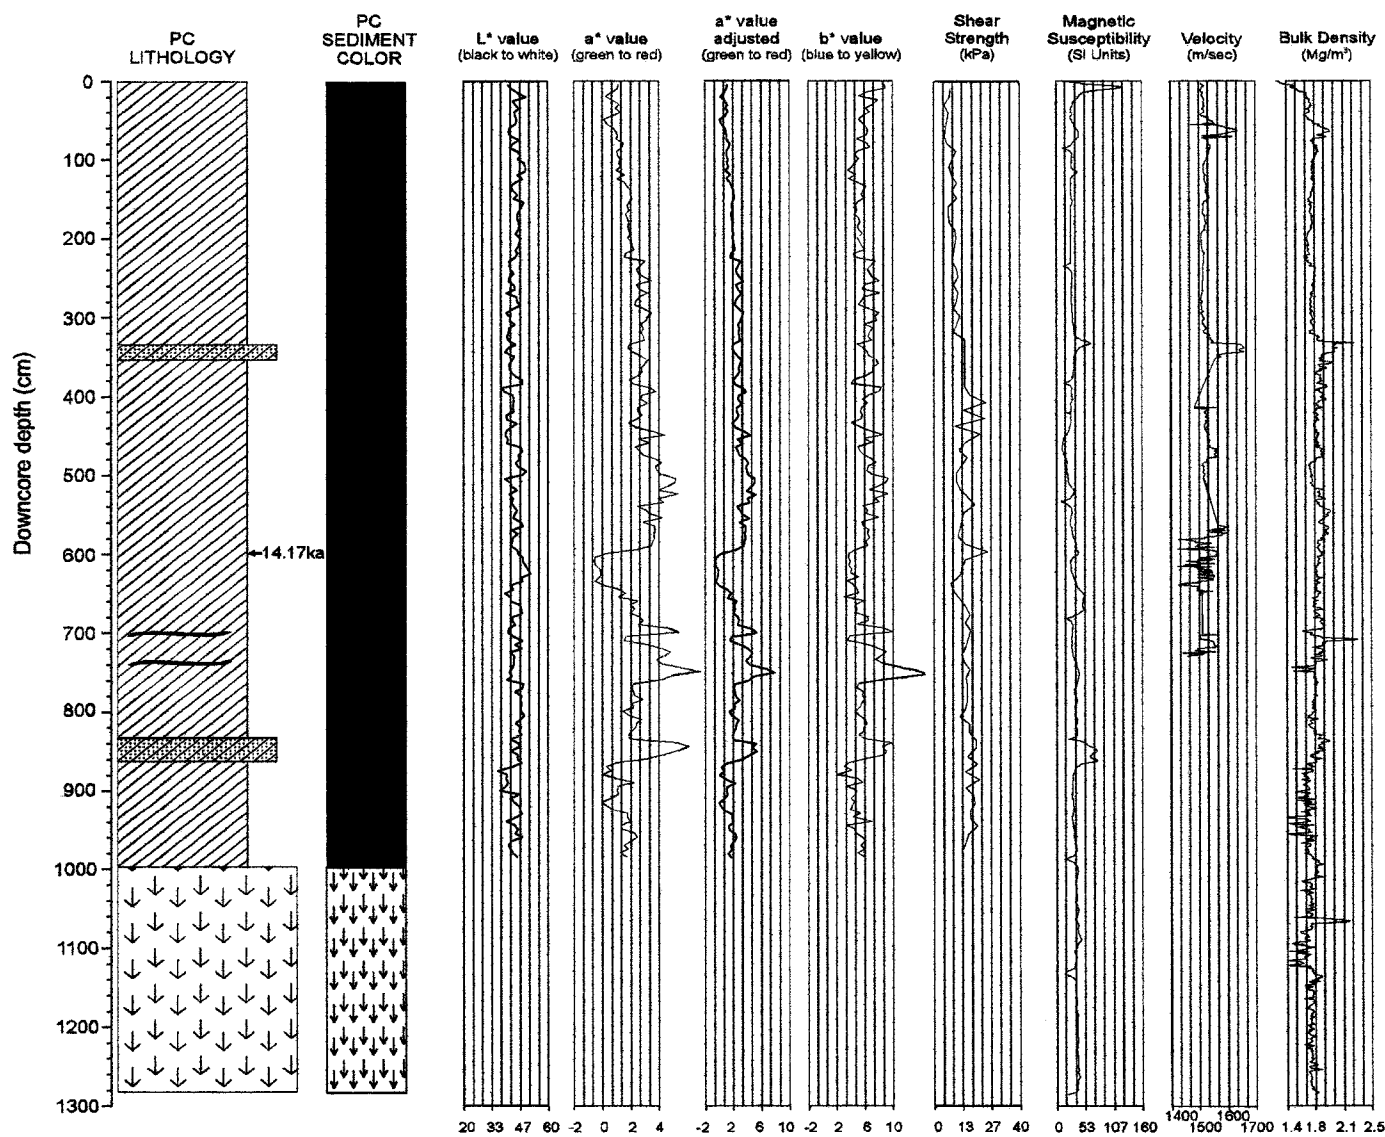 PC
LITHOLOGY
PC
SEDIMENT
COLOR
L* value
(black to white)
a* value
(green to red)
a* value
adjusted
(green to red)
b* value
(blue to yellow)
Shear
Strength
(kPa)
Magnetic
Susceptibility
(SI Units)
Velocity
(m/sec)
Bulk Density
(Mg/m³)
Downcore depth (cm)
0
100
200
300
400
500
600
700
800
900
1000
1100
1200
1300
14.17ka
20 33 47 60
-2 0 2 4
-2 2 6 10
-2 2 6 10
0 13 27 40
0 53 107 160
1400 1500 1600 1700
1.4 1.8 2.1 2.5